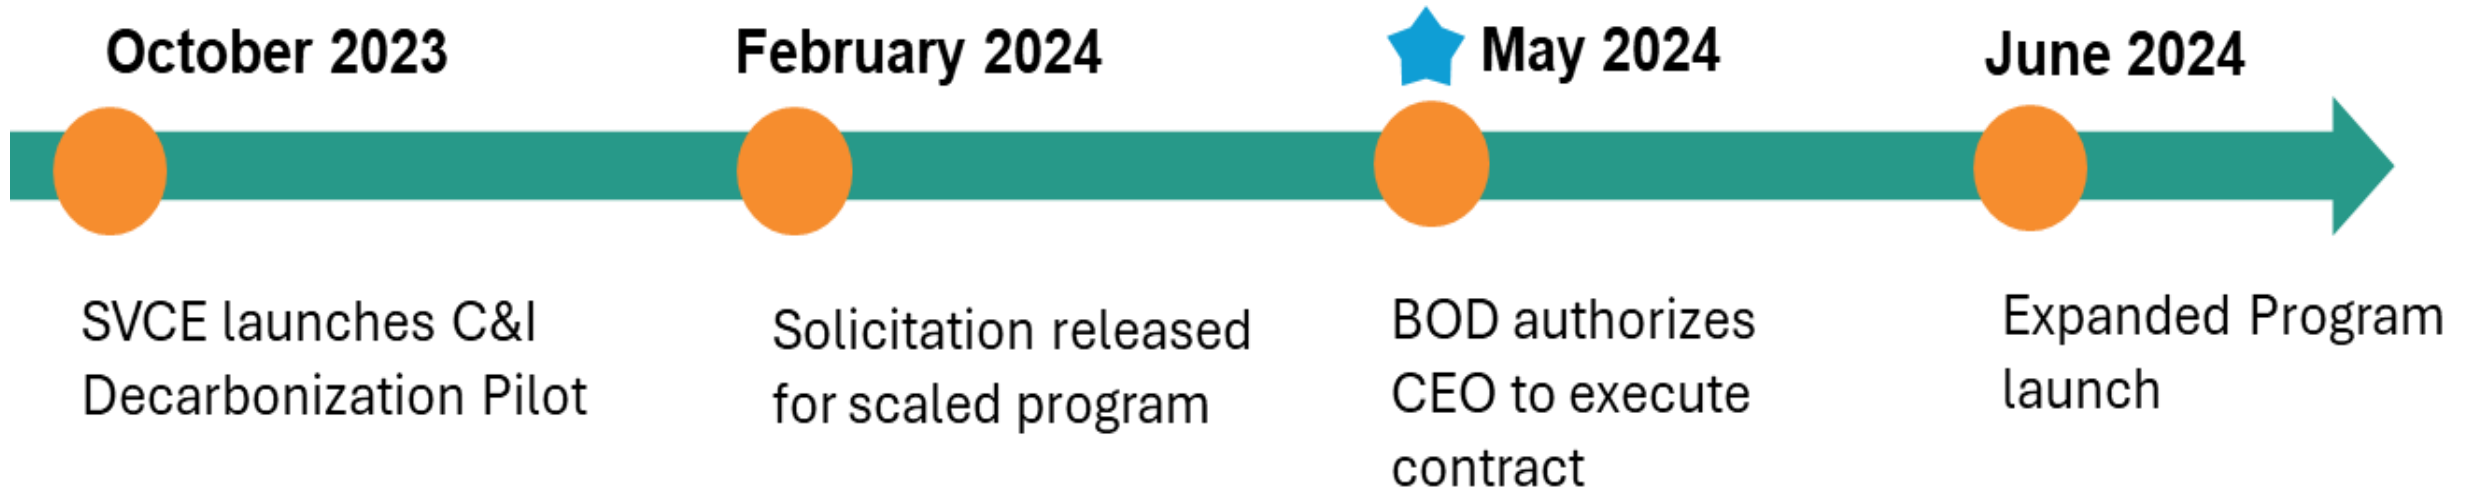 October 2023
February 2024
May 2024
June 2024
SVCE launches C&I
Decarbonization Pilot
Solicitation released
for scaled program
BOD authorizes
CEO to execute
contract
Expanded Program
launch